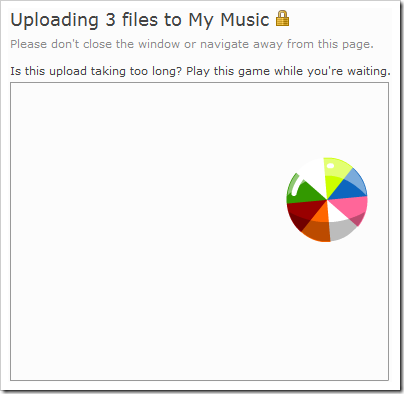 Uploading 3 files to My Music
Please don't close the window or navigate away from this page.
Is this upload taking too long? Play this game while you're waiting.